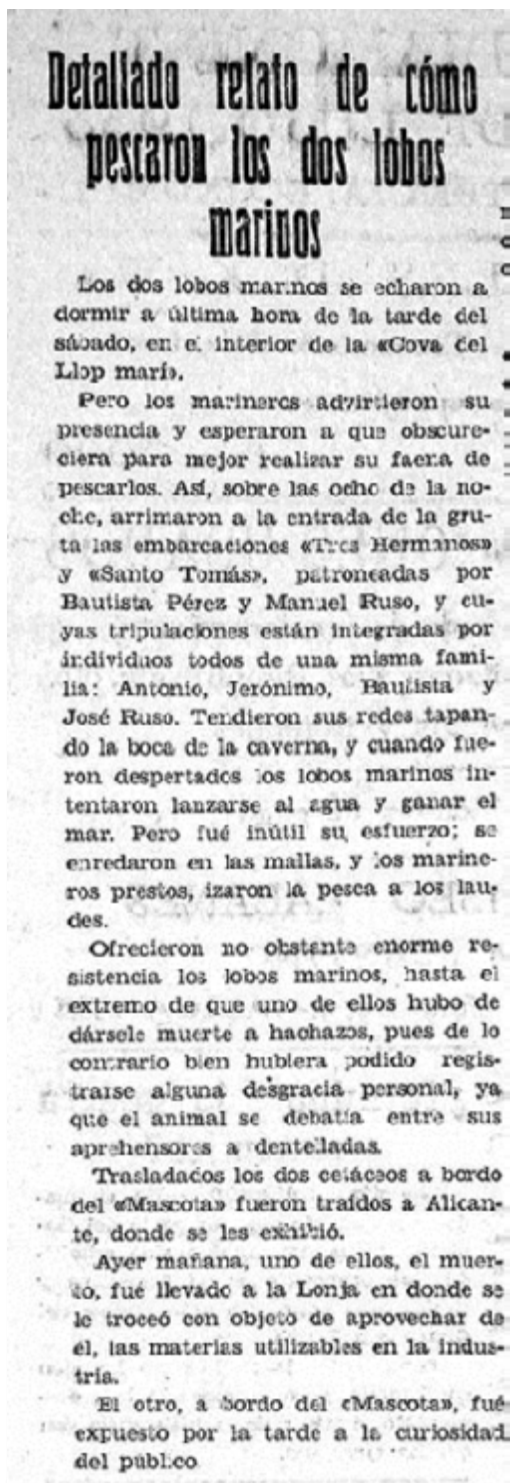 Detallado relato de cómo
pescaron los dos lobos
marinos
Los dos lobos marinos se echaron a
dormir a última hora de la tarde del
sábado, en el interior de la «Cova del
Llop marí».
Pero los marineros advirtieron su
presencia y esperaron a que obscure-
ciera para mejor realizar su faena de
pescarlos. Así, sobre las ocho de la no-
che, arrimaron a la entrada de la gru-
ta las embarcaciones «Tres Hermanos»
y «Santo Tomás», patroneadas por
Bautista Pérez y Manuel Ruso, y cu-
yas tripulaciones están integradas por
individuos todos de una misma fami-
lia: Antonio, Jerónimo, Bautista y
José Ruso. Tendieron sus redes tapan-
do la boca de la caverna, y cuando fue-
ron despertados los lobos marinos in-
tentaron lanzarse al agua y ganar el
mar. Pero fué inútil su esfuerzo; se
enredaron en las mallas, y los marine-
ros prestos, izaron la pesca a los lau-
des.
Ofrecieron no obstante enorme re-
sistencia los lobos marinos, hasta el
extremo de que uno de ellos hubo de
dársele muerte a hachazos, pues de lo
contrario bien hubiera podido regis-
trarse alguna desgracia personal, ya
que el animal se debatía entre sus
aprehensores a dentelladas.
Trasladados los dos cetáceos a bordo
del «Mascota» fueron traídos a Alican-
te, donde se les exhibió.
Ayer mañana, uno de ellos, el muer-
to, fué llevado a la Lonja en donde se
le troceó con objeto de aprovechar de
él, las materias utilizables en la indus-
tria.
El otro, a bordo del «Mascota», fué
expuesto por la tarde a la curiosidad
del público